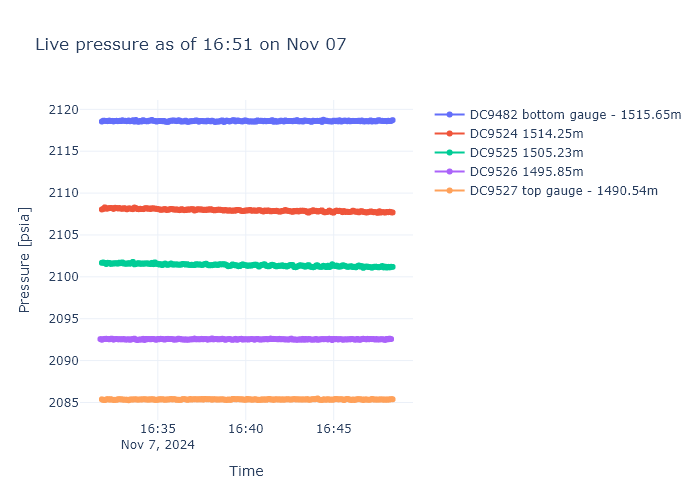 Live pressure as of 16:51 on Nov 07
DC9482 bottom gauge - 1515.65m
DC9524 1514.25m
DC9525 1505.23m
DC9526 1495.85m
DC9527 top gauge - 1490.54m
Pressure [psia]
2120
2115
2110
2105
2100
2095
2090
2085
16:35 16:40 16:45
Nov 7, 2024
Time